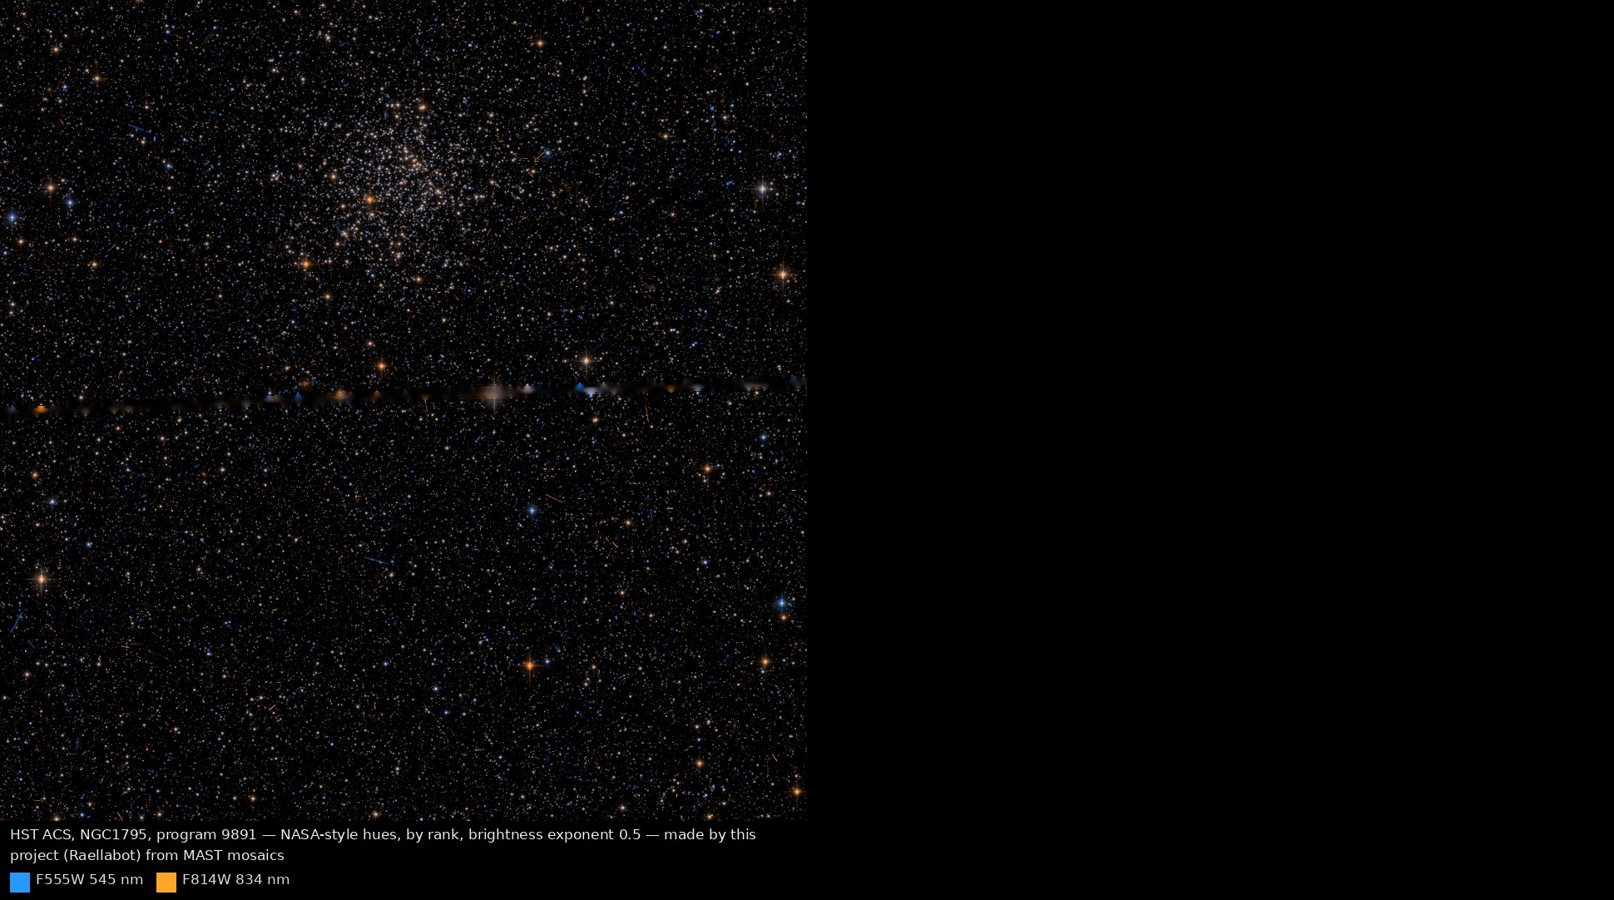 HST ACS, NGC1795, program 9891 — NASA-style hues, by rank, brightness exponent 0.5 — made by this
project (Raellabot) from MAST mosaics
F555W 545 nm F814W 834 nm